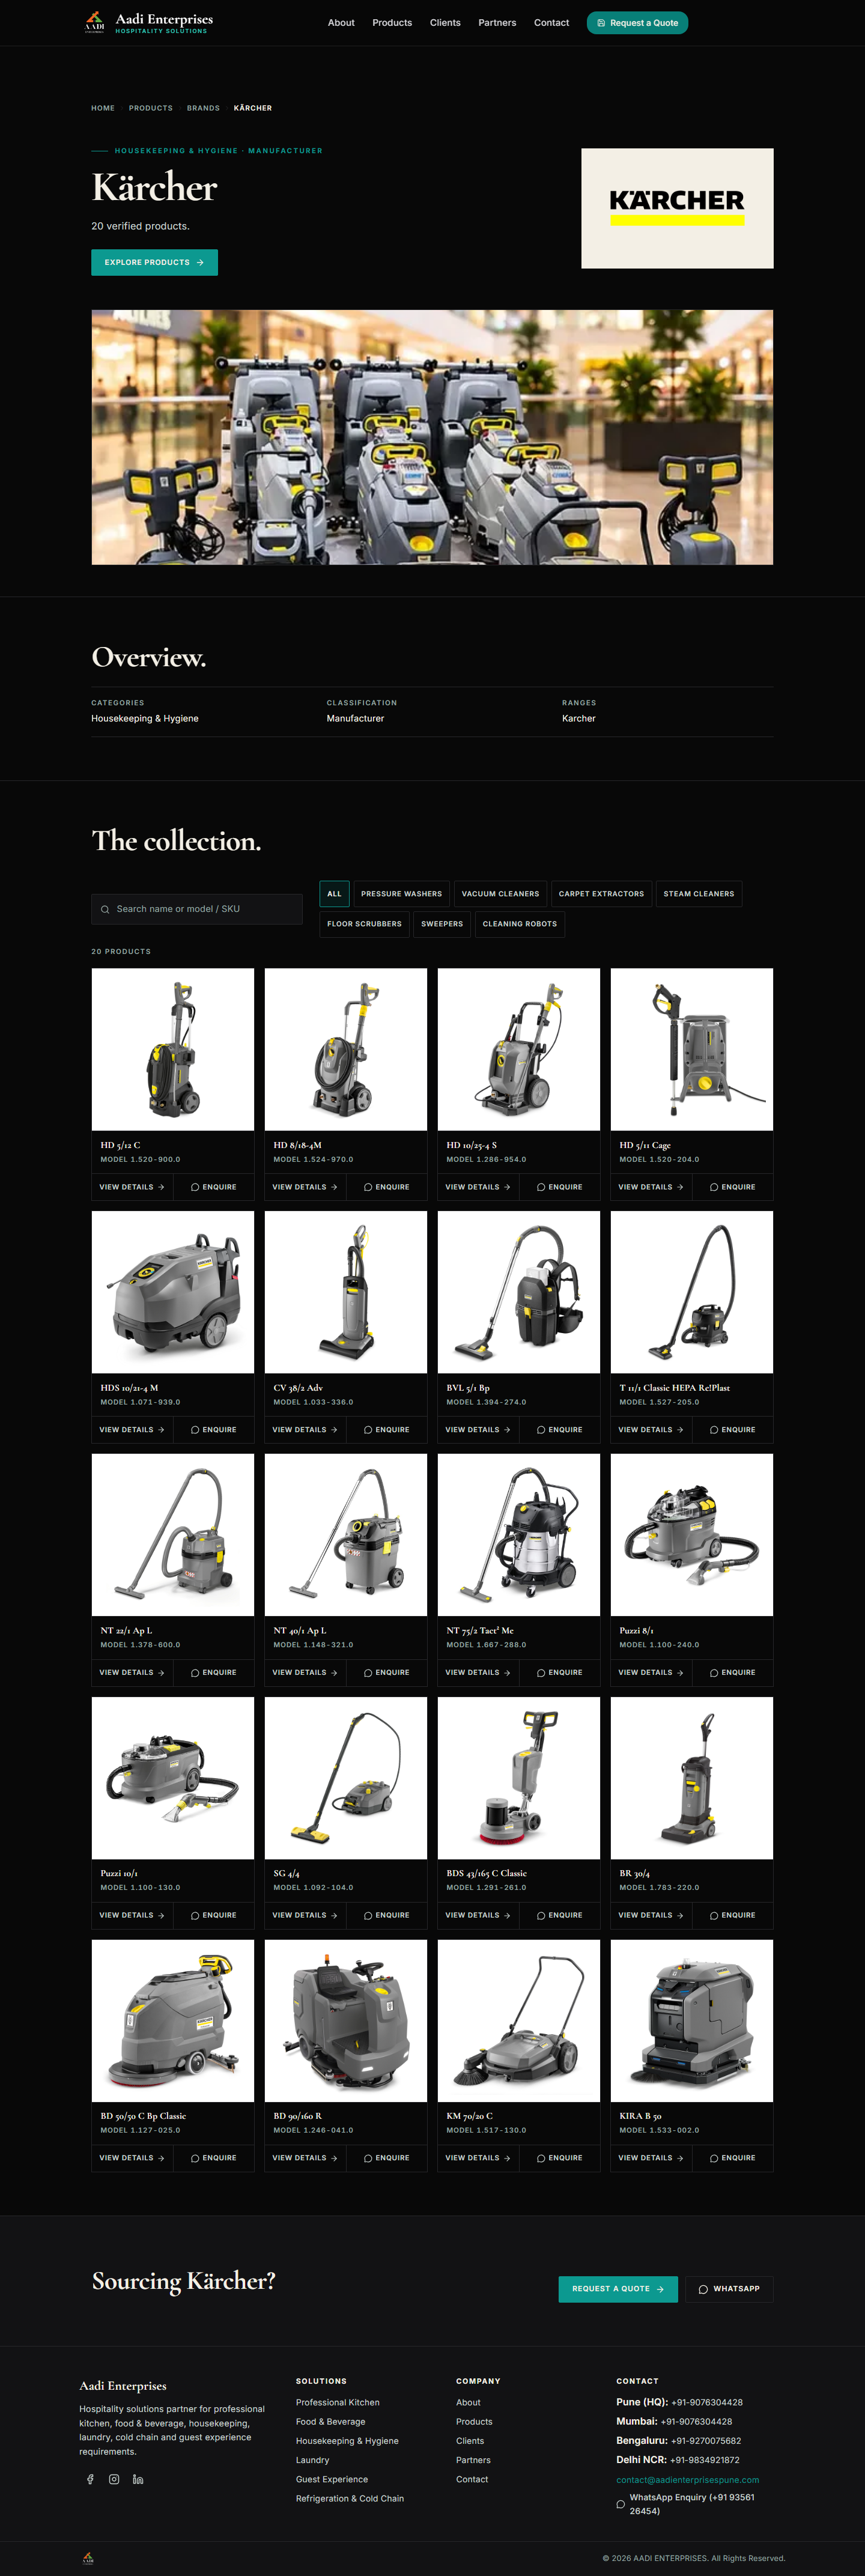 AADI
Aadi Enterprises
HOSPITALITY SOLUTIONS
About
Products
Clients
Partners
Contact
Request a Quote
HOME
PRODUCTS
BRANDS
KÄRCHER
HOUSEKEEPING & HYGIENE · MANUFACTURER
Kärcher
20 verified products.
EXPLORE PRODUCTS
KÄRCHER
Overview.
CATEGORIES
Housekeeping & Hygiene
CLASSIFICATION
Manufacturer
RANGES
Karcher
The collection.
Search name or model / SKU
ALL
PRESSURE WASHERS
VACUUM CLEANERS
CARPET EXTRACTORS
STEAM CLEANERS
FLOOR SCRUBBERS
SWEEPERS
CLEANING ROBOTS
20 PRODUCTS
HD 5/12 C
MODEL 1.520-900.0
VIEW DETAILS
ENQUIRE
HD 8/18-4M
MODEL 1.524-970.0
VIEW DETAILS
ENQUIRE
HD 10/25-4 S
MODEL 1.286-954.0
VIEW DETAILS
ENQUIRE
HD 5/11 Cage
MODEL 1.520-204.0
VIEW DETAILS
ENQUIRE
HDS 10/21-4 M
MODEL 1.071-939.0
VIEW DETAILS
ENQUIRE
CV 38/2 Adv
MODEL 1.033-336.0
VIEW DETAILS
ENQUIRE
BVL 5/1 Bp
MODEL 1.394-274.0
VIEW DETAILS
ENQUIRE
T 11/1 Classic HEPA Re!Plast
MODEL 1.527-205.0
VIEW DETAILS
ENQUIRE
NT 22/1 Ap L
MODEL 1.378-600.0
VIEW DETAILS
ENQUIRE
NT 40/1 Ap L
MODEL 1.148-321.0
VIEW DETAILS
ENQUIRE
NT 75/2 Tact² Me
MODEL 1.667-288.0
VIEW DETAILS
ENQUIRE
Puzzi 8/1
MODEL 1.100-240.0
VIEW DETAILS
ENQUIRE
Puzzi 10/1
MODEL 1.100-130.0
VIEW DETAILS
ENQUIRE
SG 4/4
MODEL 1.092-104.0
VIEW DETAILS
ENQUIRE
BDS 43/165 C Classic
MODEL 1.291-261.0
VIEW DETAILS
ENQUIRE
BR 30/4
MODEL 1.783-220.0
VIEW DETAILS
ENQUIRE
BD 50/50 C Bp Classic
MODEL 1.127-025.0
VIEW DETAILS
ENQUIRE
BD 90/160 R
MODEL 1.246-041.0
VIEW DETAILS
ENQUIRE
KM 70/20 C
MODEL 1.517-130.0
VIEW DETAILS
ENQUIRE
KIRA B 50
MODEL 1.533-002.0
VIEW DETAILS
ENQUIRE
Sourcing Kärcher?
REQUEST A QUOTE
WHATSAPP
Aadi Enterprises
Hospitality solutions partner for professional
kitchen, food & beverage, housekeeping,
laundry, cold chain and guest experience
requirements.
SOLUTIONS
Professional Kitchen
Food & Beverage
Housekeeping & Hygiene
Laundry
Guest Experience
Refrigeration & Cold Chain
COMPANY
About
Products
Clients
Partners
Contact
CONTACT
Pune (HQ): +91-9076304428
Mumbai: +91-9076304428
Bengaluru: +91-9270075682
Delhi NCR: +91-9834921872
contact@aadienterprisespune.com
WhatsApp Enquiry (+91 93561
26454)
© 2026 AADI ENTERPRISES. All Rights Reserved.